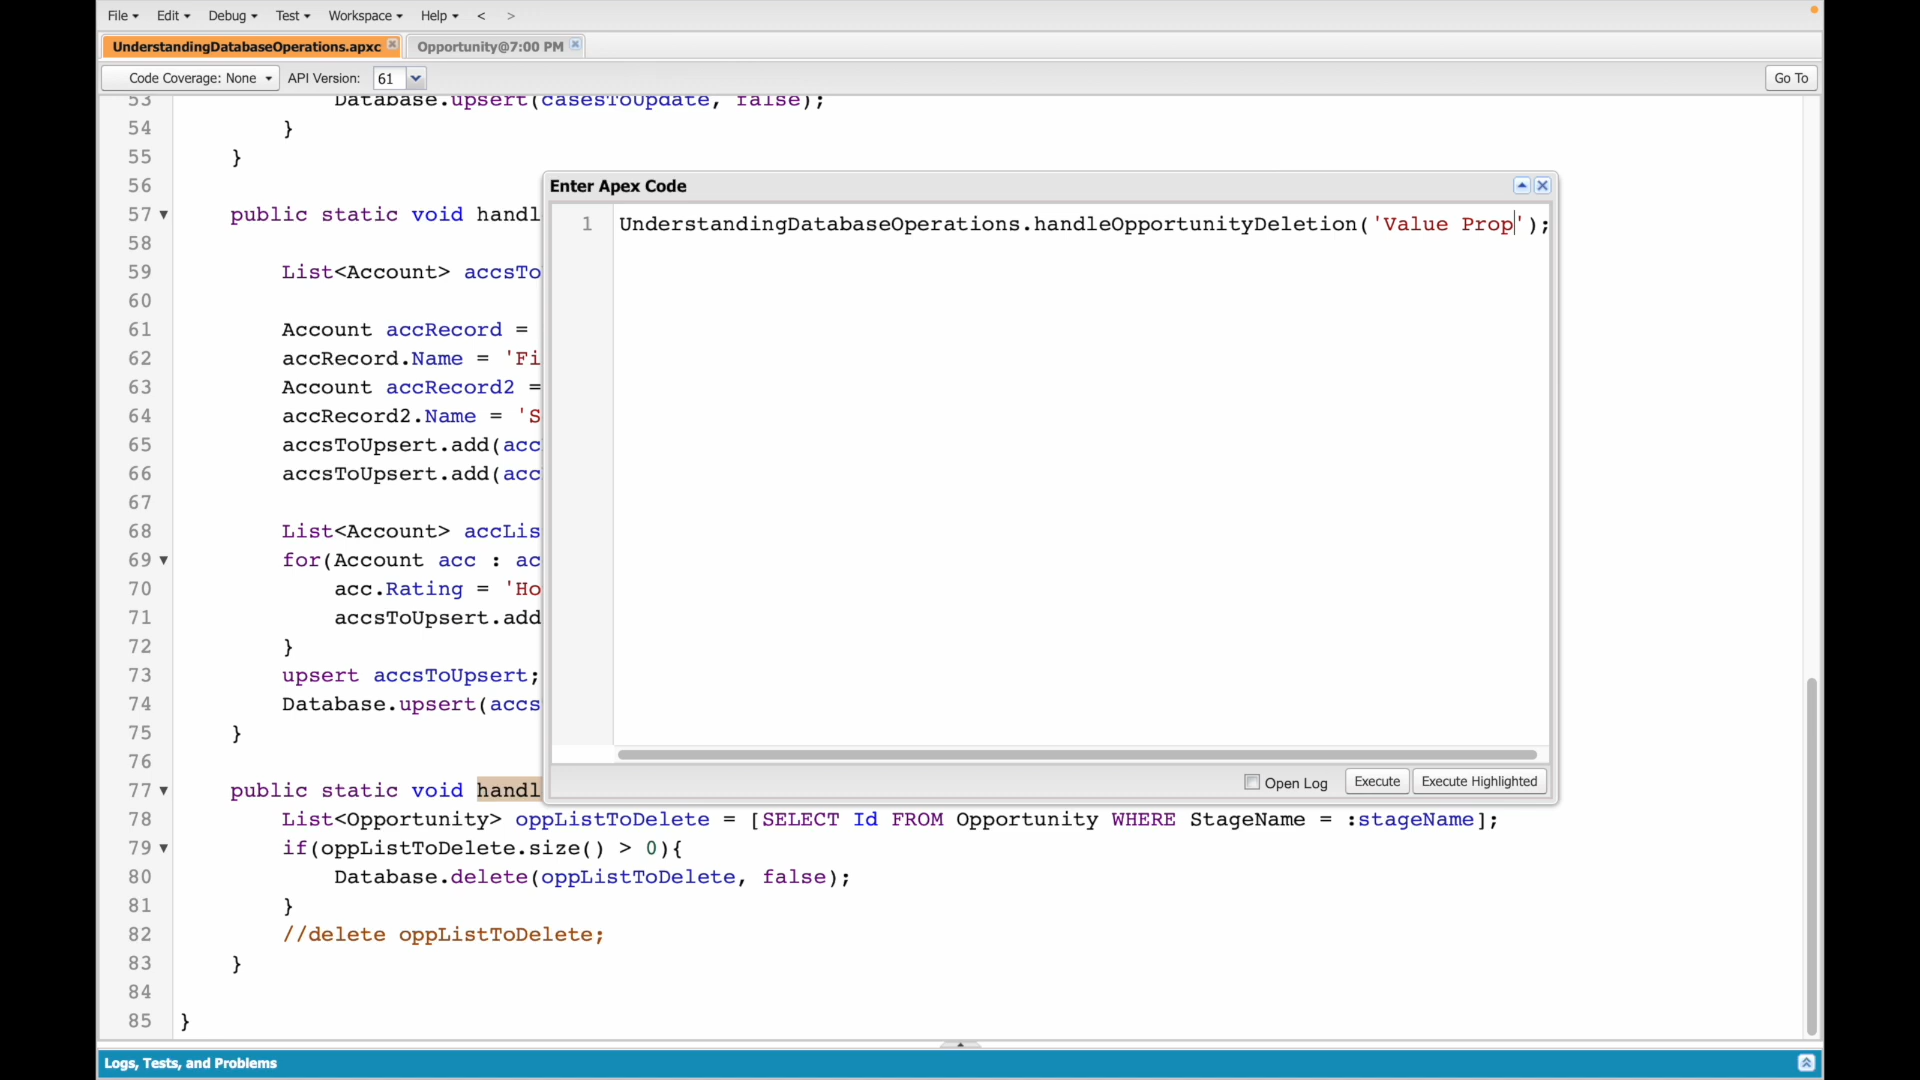 File Edit Debug Test Workspace Help < >
UnderstandingDatabaseOperations.apxc Opportunity@7:00 PM
Code Coverage: None API Version: 61 Go To
53 Database.upsert(casesToUpdate, false);
54 }
55 }
56
57 public static void handl
58
59 List<Account> accsTo
60
61 Account accRecord =
62 accRecord.Name = 'Fi
63 Account accRecord2 =
64 accRecord2.Name = 'S
65 accsToUpsert.add(acc
66 accsToUpsert.add(acc
67
68 List<Account> accLis
69 for(Account acc : ac
70 acc.Rating = 'Ho
71 accsToUpsert.add
72 }
73 upsert accsToUpsert;
74 Database.upsert(accs
75 }
76
77 public static void handl
78 List<Opportunity> oppListToDelete = [SELECT Id FROM Opportunity WHERE StageName = :stageName];
79 if(oppListToDelete.size() > 0){
80 Database.delete(oppListToDelete, false);
81 }
82 //delete oppListToDelete;
83 }
84
85 }
Enter Apex Code
1 UnderstandingDatabaseOperations.handleOpportunityDeletion('Value Prop');
Open Log Execute Execute Highlighted
Logs, Tests, and Problems